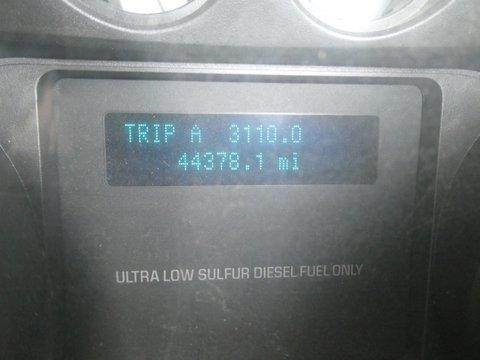 TRIP A 3110.0
44378.1 mi
ULTRA LOW SULFUR DIESEL FUEL ONLY